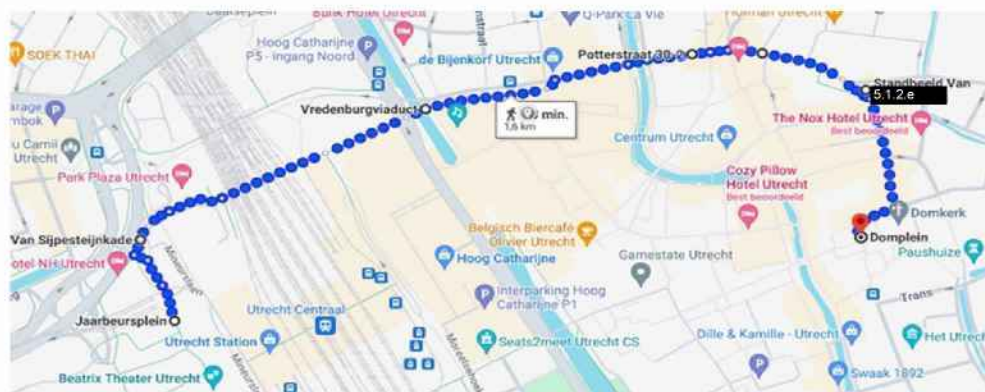 SOEK THAI
Hoog Catharijne
P5 - Ingang Noord
Utrecht
Q-Park La Vie
de Bijenkorf Utrecht
Potterstraat
Standbeeld Van
5.1.2.e
Vredenburgviaduct
min.
1,6 km
The Nox Hotel Utrecht
Best beoordeeld
Centrum Utrecht
Park Plaza Utrecht
Cozy Pillow
Hotel Utrecht
Best beoordeeld
Domkerk
Van Sijpesteijnkade
Domplein
Paushuize
Belgisch Biercafé
Olivier Utrecht
Hoog Catharijne
Gamestate Utrecht
Jaarbeursplein
Utrecht Centraal
Interparking Hoog
Catharijne P1
Trans
Utrecht Station
Seats2meet Utrecht CS
Dille & Kamille - Utrecht
Het Utrecht
Beatrix Theater Utrecht
Swaak 1892